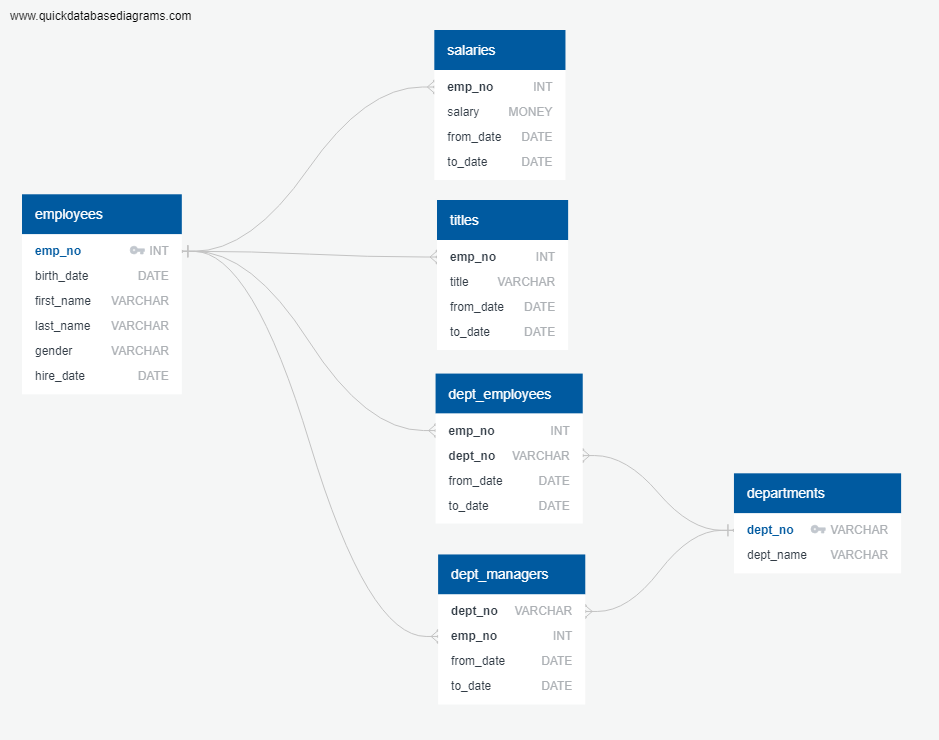 www.quickdatabasediagrams.com
salaries
emp_no INT
salary MONEY
from_date DATE
to_date DATE
employees
emp_no INT
birth_date DATE
first_name VARCHAR
last_name VARCHAR
gender VARCHAR
hire_date DATE
titles
emp_no INT
title VARCHAR
from_date DATE
to_date DATE
dept_employees
emp_no INT
dept_no VARCHAR
from_date DATE
to_date DATE
departments
dept_no VARCHAR
dept_name VARCHAR
dept_managers
dept_no VARCHAR
emp_no INT
from_date DATE
to_date DATE